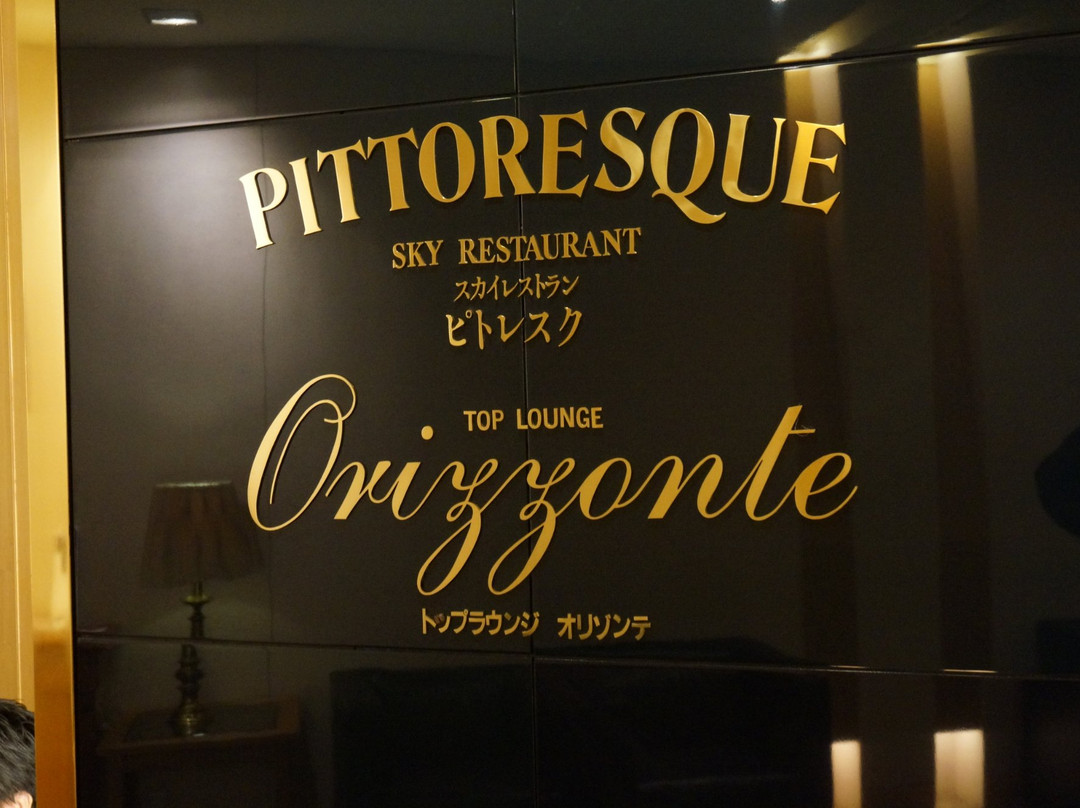 PITTORESQUE
SKY RESTAURANT
スカイレストラン
ピトレスク
TOP LOUNGE
Orizzonte
トップラウンジ オリゾンテ